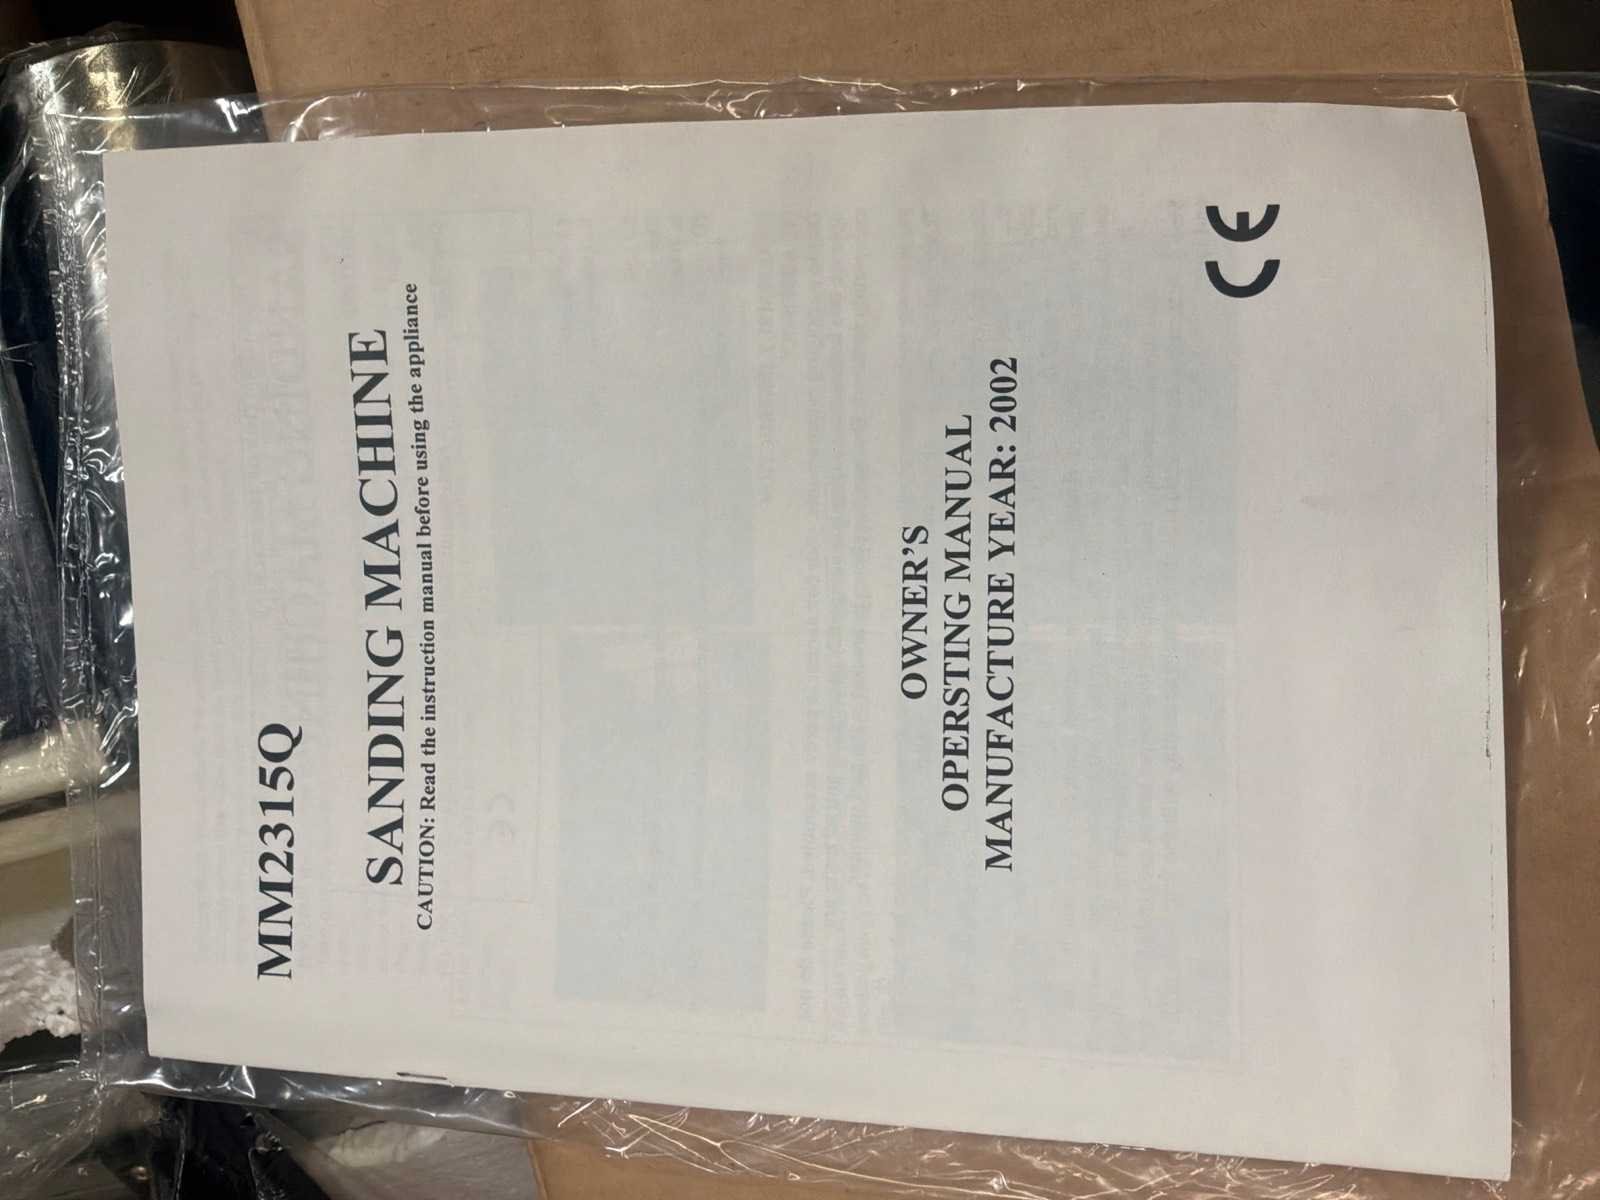 MM2315Q
SANDING MACHINE
CAUTION: Read the instruction manual before using the appliance
OWNER'S
OPERSTING MANUAL
MANUFACTURE YEAR: 2002
CE